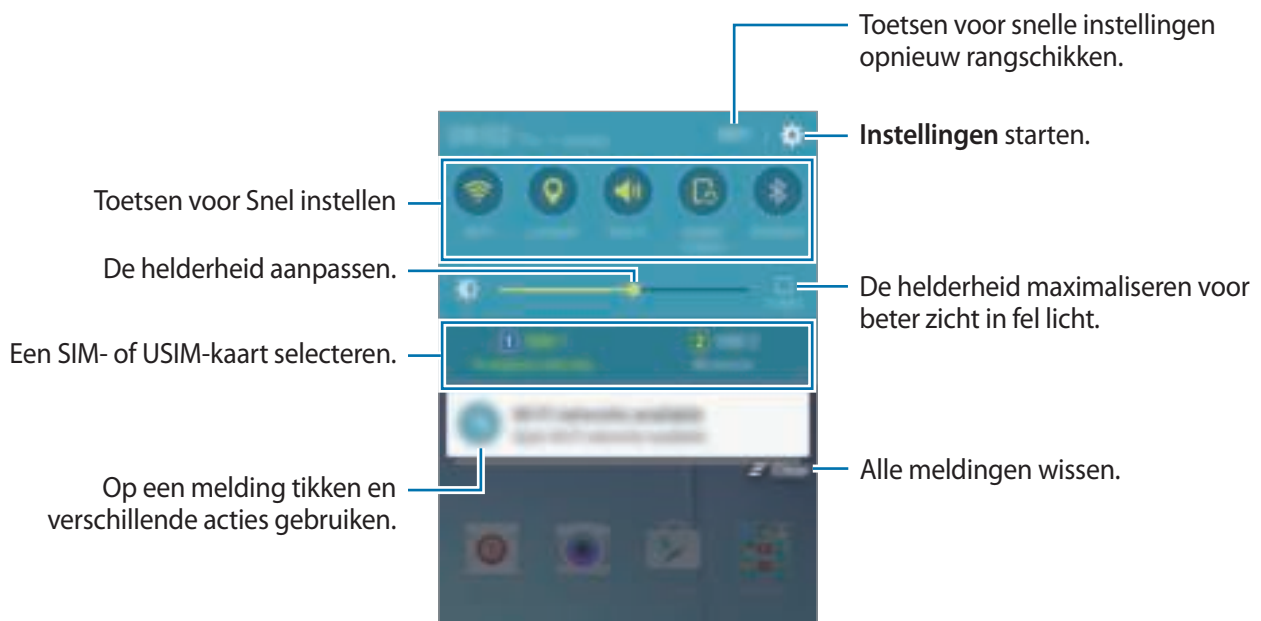 Toetsen voor snelle instellingen
opnieuw rangschikken.
Instellingen starten.
Toetsen voor Snel instellen
De helderheid aanpassen.
De helderheid maximaliseren voor
beter zicht in fel licht.
Een SIM- of USIM-kaart selecteren.
Alle meldingen wissen.
Op een melding tikken en
verschillende acties gebruiken.